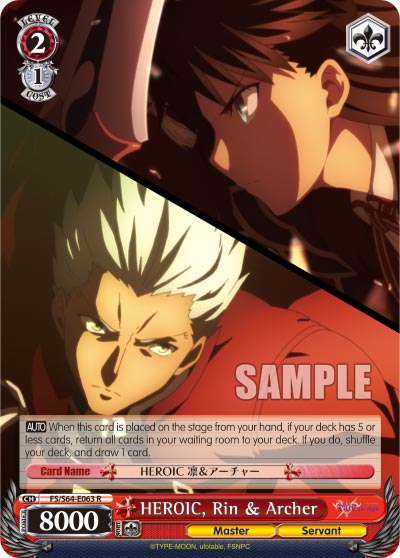 LEVEL
2
1
COST
SAMPLE
AUTO When this card is placed on the stage from your hand, if your deck has 5 or
less cards, return all cards in your waiting room to your deck. If you do, shuffle
your deck, and draw 1 card.
Card Name HEROIC 凛&アーチャー
CH FS/S64-E063 R
POWER 8000 HEROIC, Rin & Archer
Master Servant
©TYPE-MOON, ufotable, FSNPC